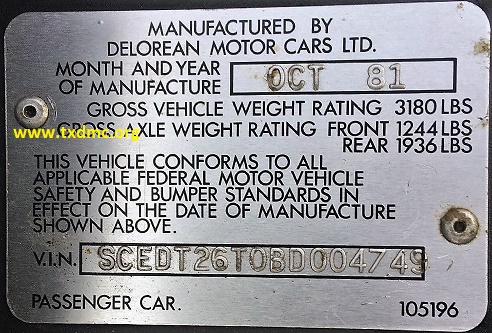 MANUFACTURED BY
DELOREAN MOTOR CARS LTD.
MONTH AND YEAR
OF MANUFACTURE OCT 81
GROSS VEHICLE WEIGHT RATING 3180 LBS
GROSS AXLE WEIGHT RATING FRONT 1244 LBS
REAR 1936 LBS
www.txdmc.org
THIS VEHICLE CONFORMS TO ALL
APPLICABLE FEDERAL MOTOR VEHICLE
SAFETY AND BUMPER STANDARDS IN
EFFECT ON THE DATE OF MANUFACTURE
SHOWN ABOVE.
V.I.N. SCEDT26T0BD004749
PASSENGER CAR. 105196